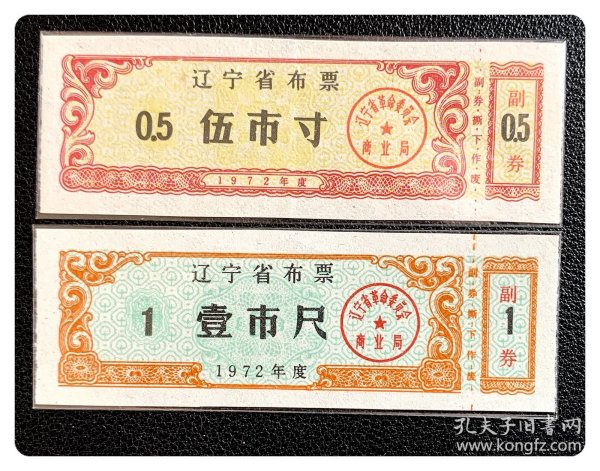 辽宁省布票
0.5 伍市寸
辽宁省革命委员会
商业局
1972年度
副券撕下作废
副
0.5
券
辽宁省布票
1 壹市尺
辽宁省革命委员会
商业局
1972年度
副券撕下作废
副
1
券
孔夫子旧书网
www.kongfz.com